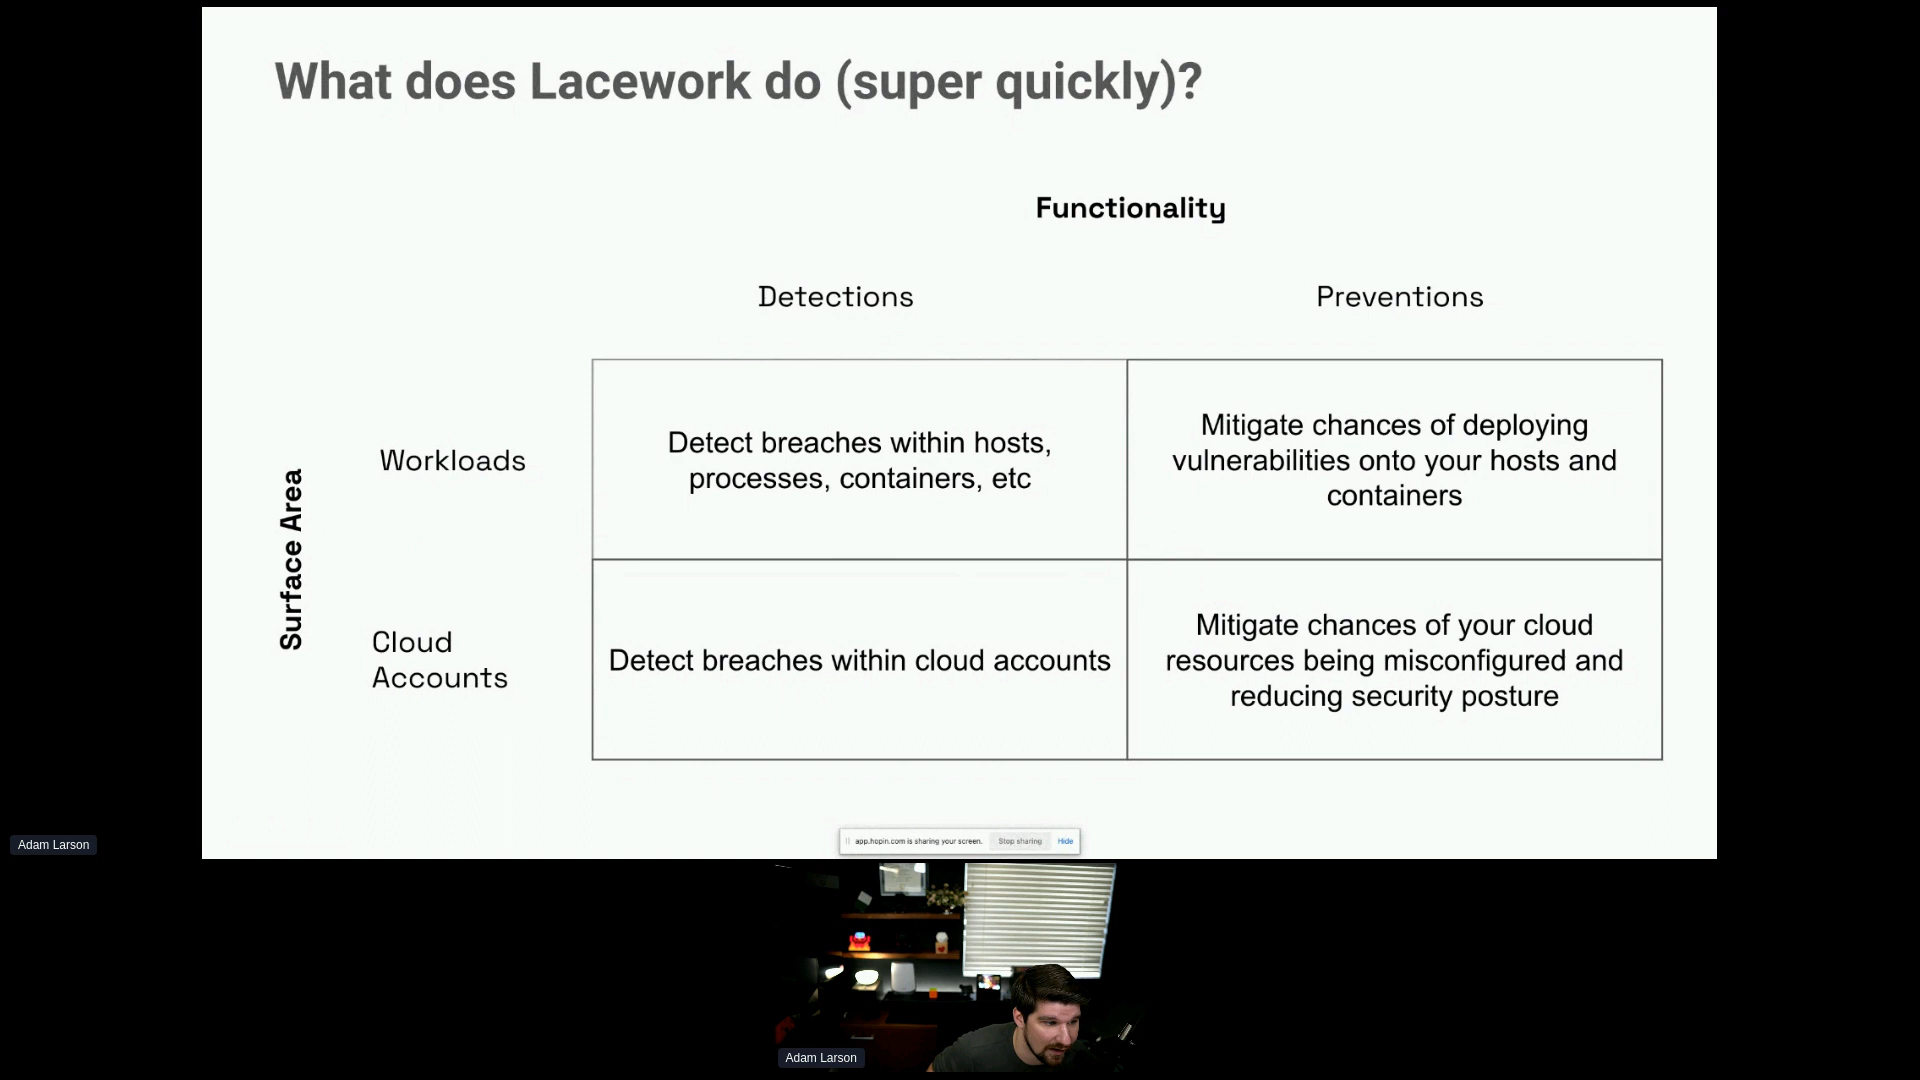 What does Lacework do (super quickly)?
Functionality
Detections
Preventions
Surface Area
Workloads
Detect breaches within hosts,
processes, containers, etc
Mitigate chances of deploying
vulnerabilities onto your hosts and
containers
Cloud
Accounts
Detect breaches within cloud accounts
Mitigate chances of your cloud
resources being misconfigured and
reducing security posture
app.hopin.com is sharing your screen.
Stop sharing
Hide
Adam Larson
Adam Larson